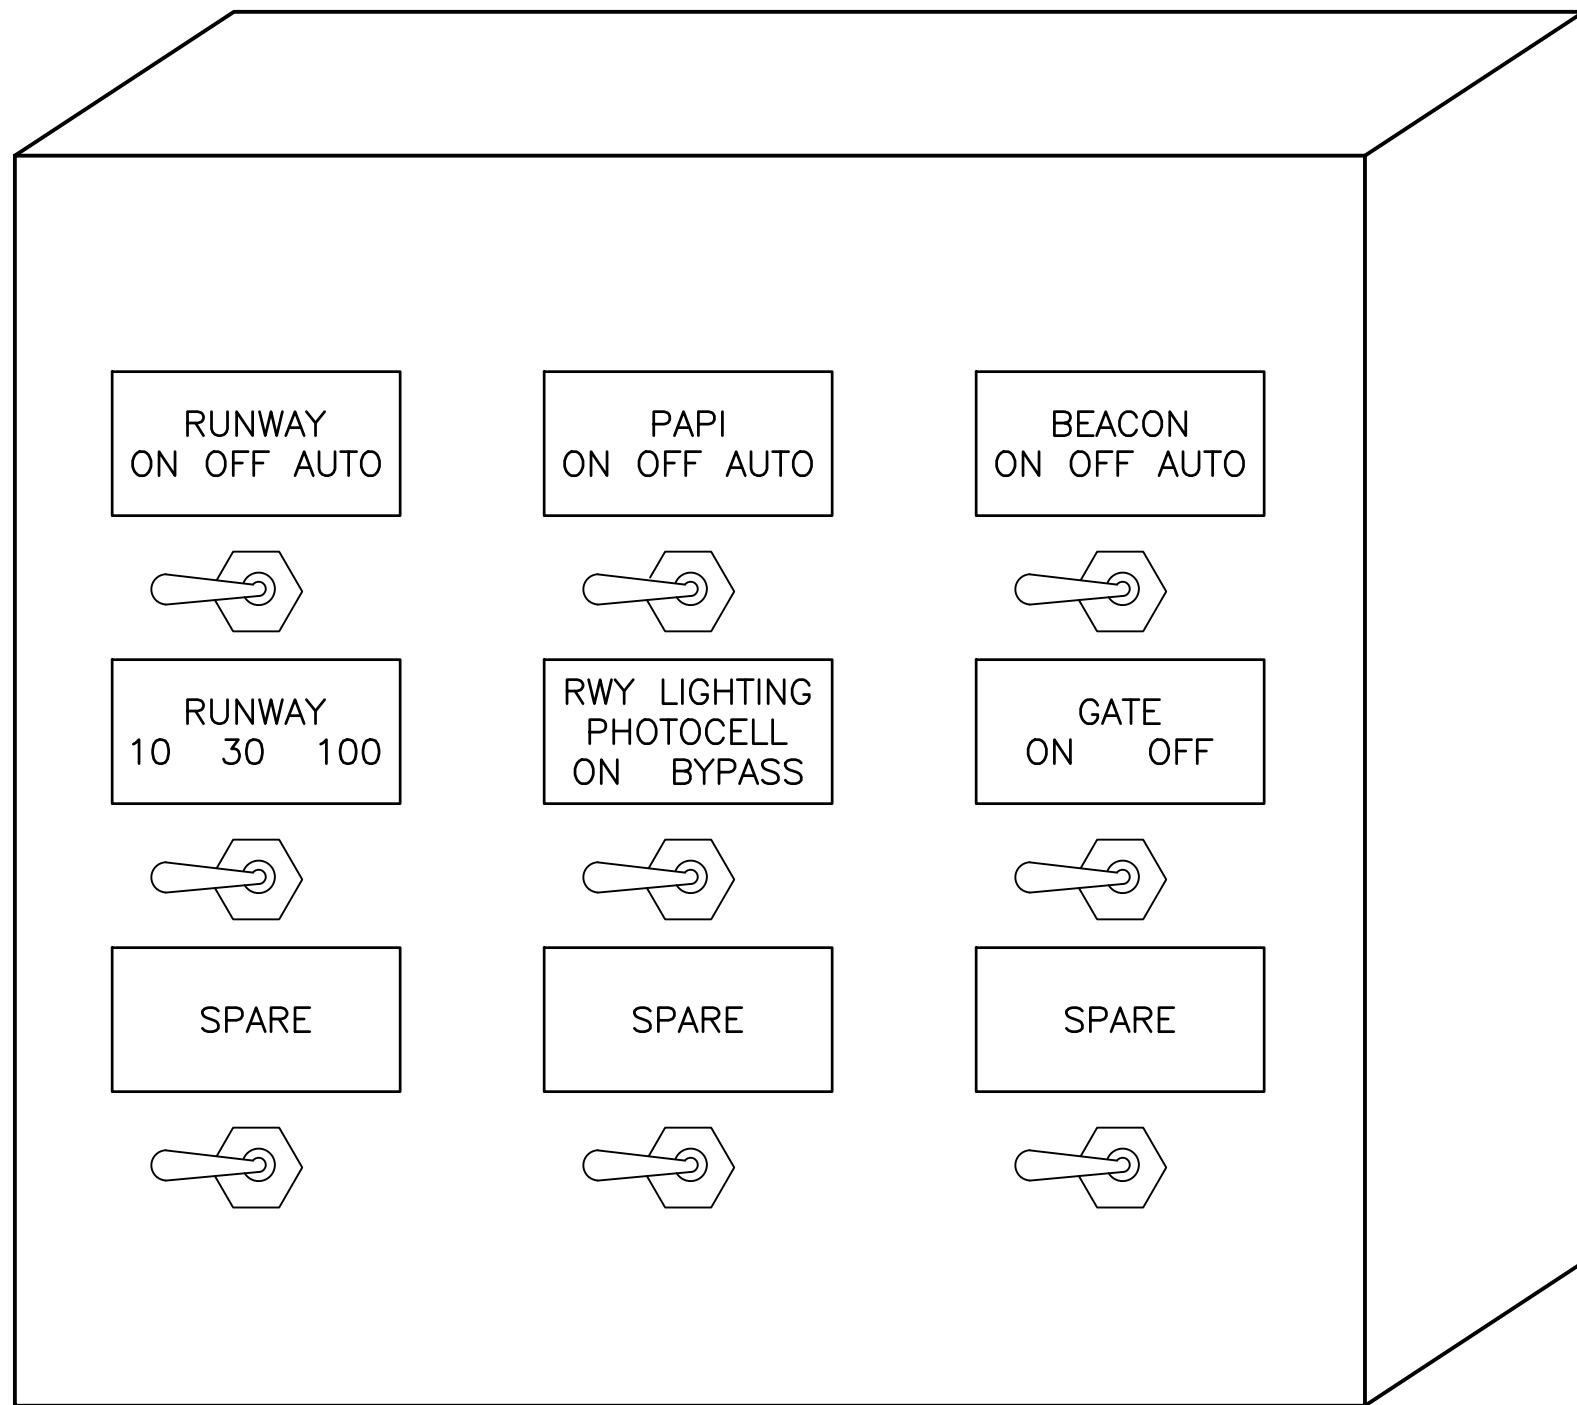 RUNWAY
ON OFF AUTO
PAPI
ON OFF AUTO
BEACON
ON OFF AUTO
RUNWAY
10 30 100
RWY LIGHTING
PHOTOCELL
ON BYPASS
GATE
ON OFF
SPARE
SPARE
SPARE